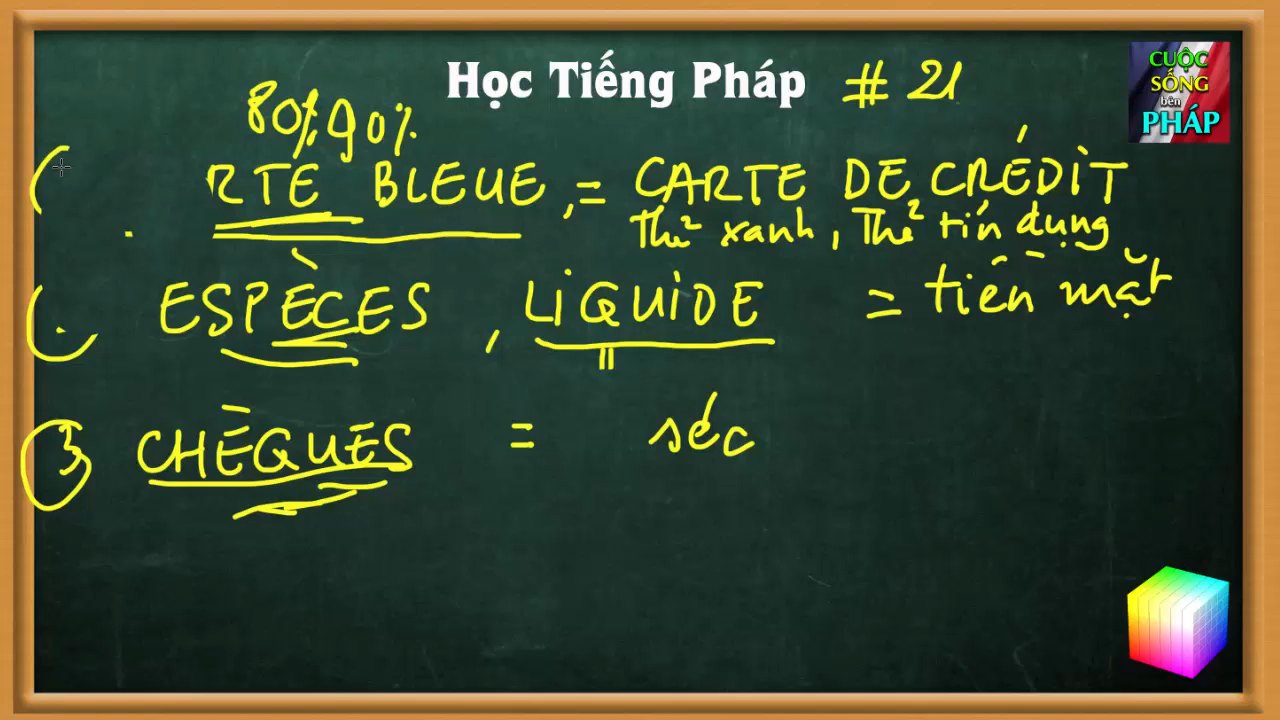 Học Tiếng Pháp # 21
CUỘC
SỐNG
bên
PHÁP
80% 90%
RTE BLEUE, = CARTE DE CRÉDIT
Thẻ xanh, Thẻ tín dụng
ESPÈCES, LIQUIDE = tiền mặt
3 CHÈQUES = séc